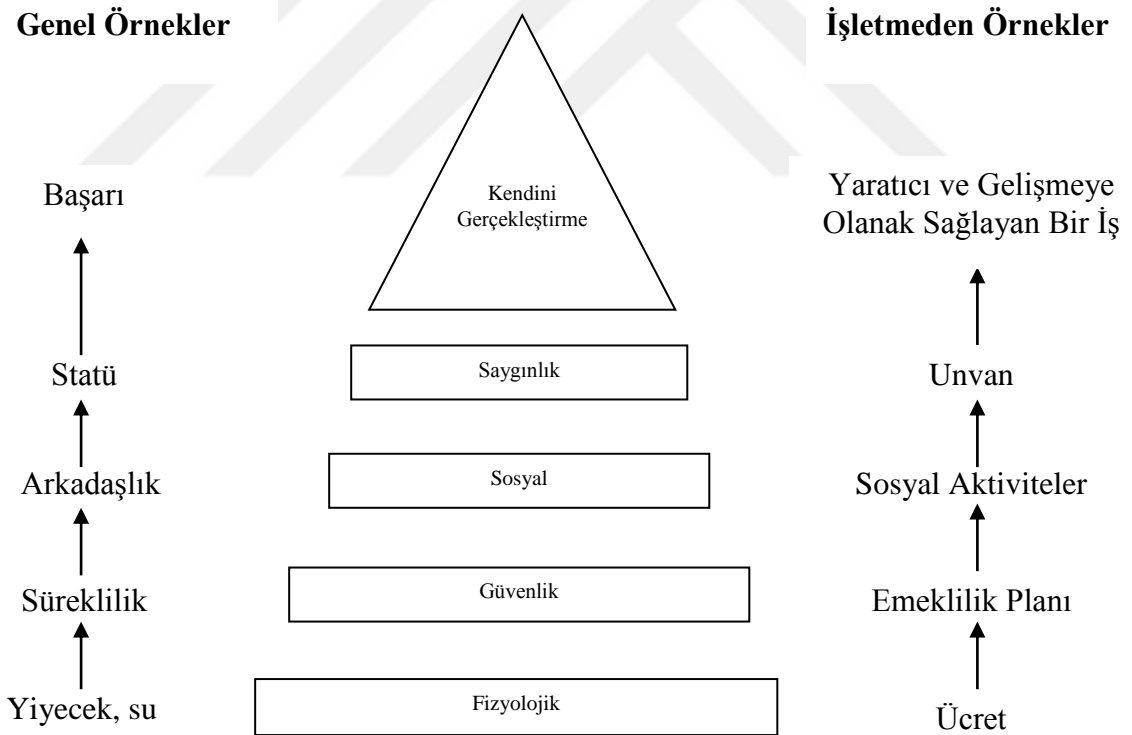 Genel Örnekler
İşletmeden Örnekler
Başarı
Kendini
Gerçekleştirme
Yaratıcı ve Gelişmeye
Olanak Sağlayan Bir İş
Statü
Saygınlık
Unvan
Arkadaşlık
Sosyal
Sosyal Aktiviteler
Süreklilik
Güvenlik
Emeklilik Planı
Yiyecek, su
Fizyolojik
Ücret